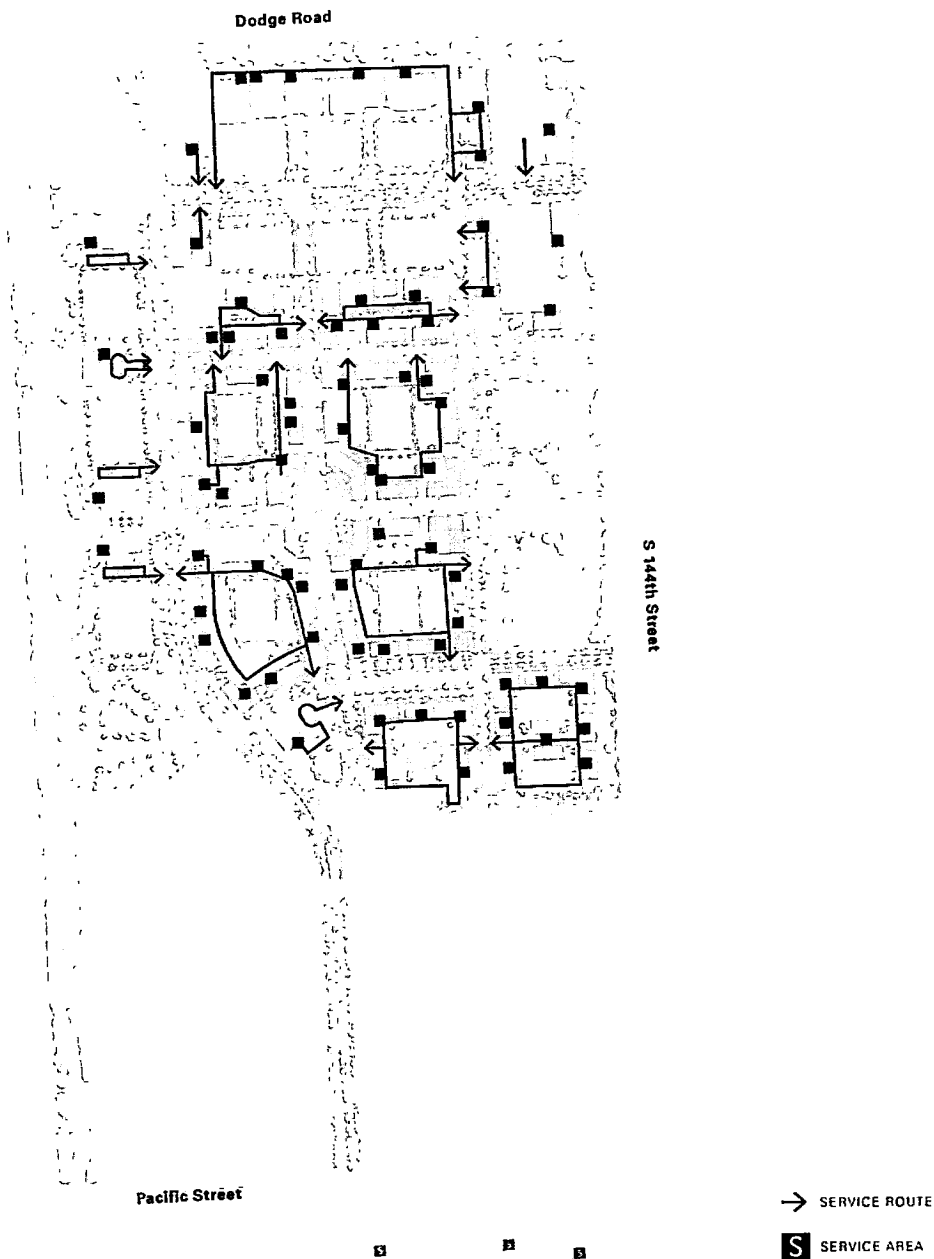 Dodge Road
S 144th Street
Pacific Street
SERVICE ROUTE
S SERVICE AREA
S
S